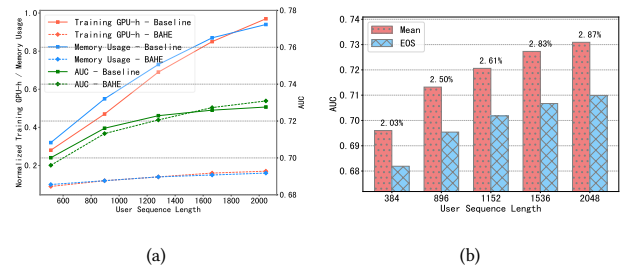 Training GPU-h - Baseline
Training GPU-h - BAHE
Memory Usage - Baseline
Memory Usage - BAHE
AUC - Baseline
AUC - BAHE
Normalized Training GPU-h / Memory Usage
1.0
0.8
0.6
0.4
0.2
0.78
0.76
0.74
0.72
0.70
0.68
AUC
600 800 1000 1200 1400 1600 1800 2000
User Sequence Length
(a)
Mean
EOS
AUC
0.74
0.73
0.72
0.71
0.70
0.69
0.68
2.03%
2.50%
2.61%
2.83%
2.87%
384 896 1152 1536 2048
User Sequence Length
(b)